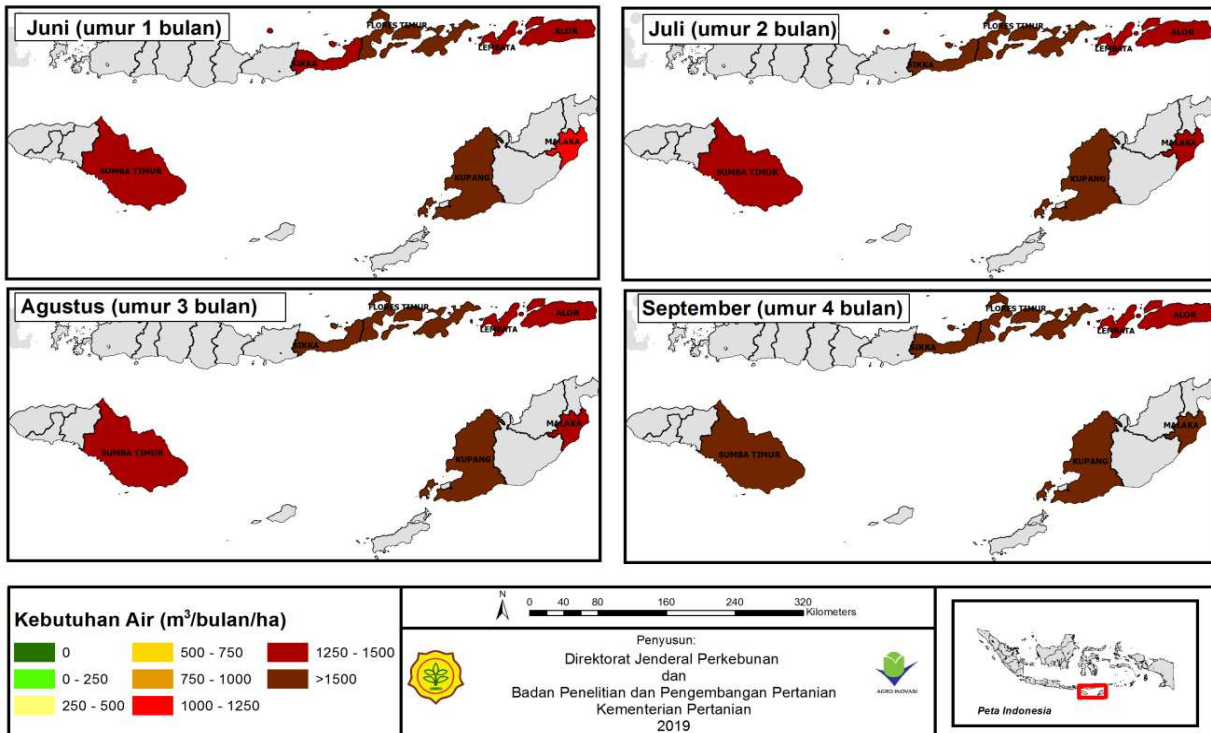 Juni (umur 1 bulan)
FLORES TIMUR
SIKKA
LEMBATA
ALOR
MALAKA
SUMBA TIMUR
KUPANG
Juli (umur 2 bulan)
FLORES TIMUR
SIKKA
LEMBATA
ALOR
MALAKA
SUMBA TIMUR
KUPANG
Agustus (umur 3 bulan)
FLORES TIMUR
SIKKA
LEMBATA
ALOR
MALAKA
SUMBA TIMUR
KUPANG
September (umur 4 bulan)
FLORES TIMUR
SIKKA
LEMBATA
ALOR
MALAKA
SUMBA TIMUR
KUPANG
Kebutuhan Air (m³/bulan/ha)
0
0 - 250
250 - 500
500 - 750
750 - 1000
1000 - 1250
1250 - 1500
>1500
N
0 20 40 80 160 240 320
Kilometers
Penyusun:
Direktorat Jenderal Perkebunan
dan
Badan Penelitian dan Pengembangan Pertanian
Kementerian Pertanian
2019
AGRO INOVASI
Peta Indonesia